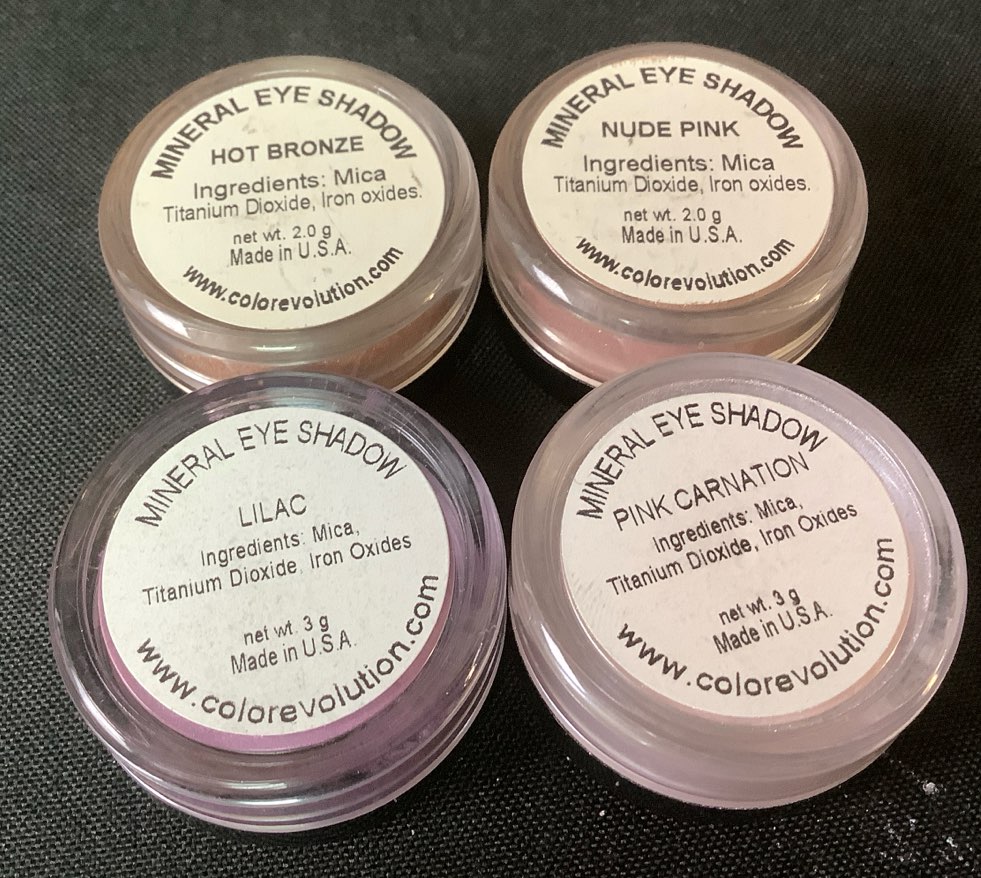 MINERAL EYE SHADOW
HOT BRONZE
Ingredients: Mica
Titanium Dioxide, Iron oxides.
net wt. 2.0 g
Made in U.S.A.
www.colorevolution.com
MINERAL EYE SHADOW
NUDE PINK
Ingredients: Mica
Titanium Dioxide, Iron oxides.
net wt. 2.0 g
Made in U.S.A.
www.colorevolution.com
MINERAL EYE SHADOW
LILAC
Ingredients: Mica,
Titanium Dioxide, Iron Oxides
net wt. 3 g
Made in U.S.A.
www.colorevolution.com
MINERAL EYE SHADOW
PINK CARNATION
Ingredients: Mica,
Titanium Dioxide, Iron Oxides
net wt. 3 g
Made in U.S.A.
www.colorevolution.com